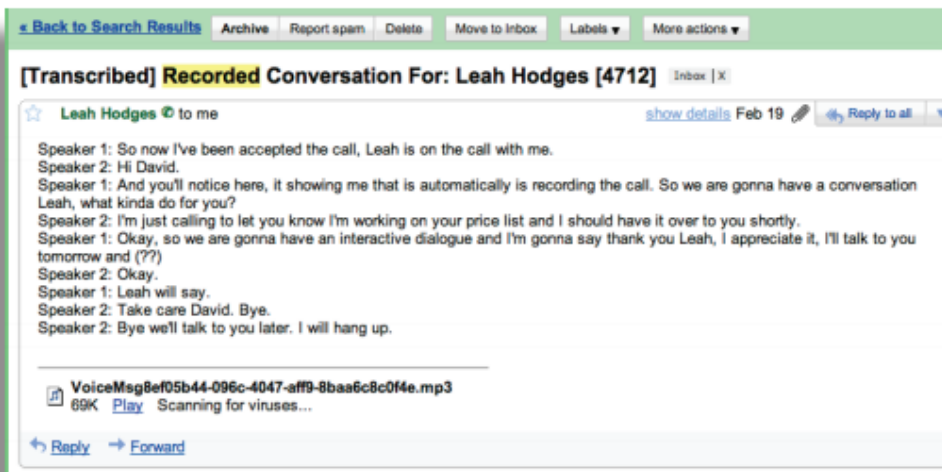 « Back to Search Results Archive Report spam Delete Move to Inbox Labels ▼ More actions ▼
[Transcribed] Recorded Conversation For: Leah Hodges [4712] Inbox | X
Leah Hodges to me show details Feb 19 Reply to all
Speaker 1: So now I've been accepted the call, Leah is on the call with me.
Speaker 2: Hi David.
Speaker 1: And you'll notice here, it showing me that is automatically is recording the call. So we are gonna have a conversation
Leah, what kinda do for you?
Speaker 2: I'm just calling to let you know I'm working on your price list and I should have it over to you shortly.
Speaker 1: Okay, so we are gonna have an interactive dialogue and I'm gonna say thank you Leah, I appreciate it, I'll talk to you
tomorrow and (??)
Speaker 2: Okay.
Speaker 1: Leah will say.
Speaker 2: Take care David. Bye.
Speaker 2: Bye we'll talk to you later. I will hang up.
VoiceMsg8ef05b44-096c-4047-aff9-8baa6c8c0f4e.mp3
69K Play Scanning for viruses...
Reply Forward